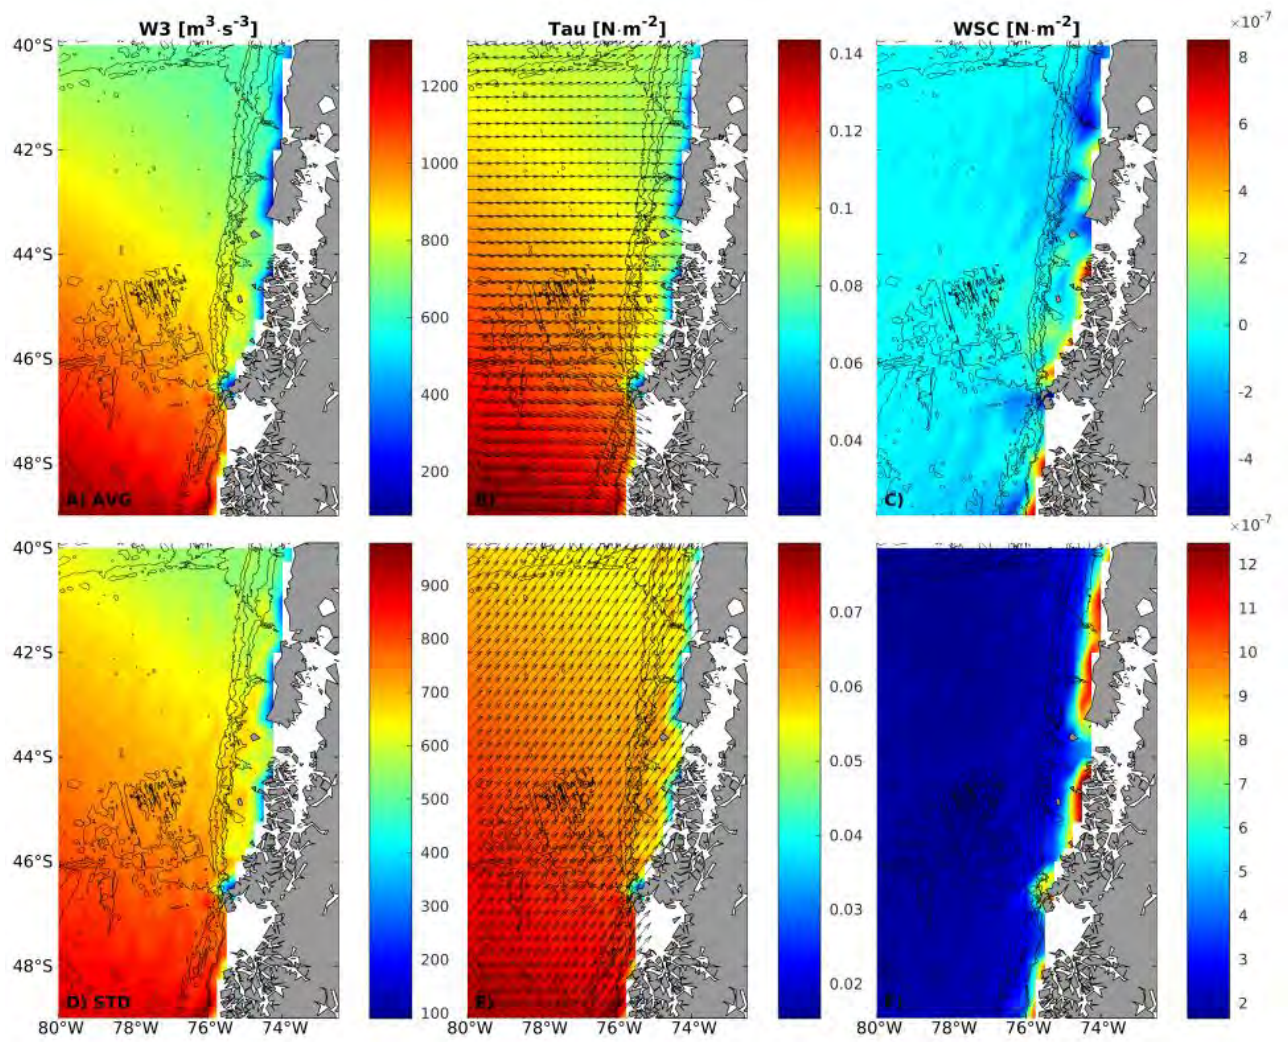 W3 [m³·s⁻³]
Tau [N·m⁻²]
WSC [N·m⁻²]
×10⁻⁷
40°S
42°S
44°S
46°S
48°S
A) AVG
1200
1000
800
600
400
200
B)
0.14
0.12
0.1
0.08
0.06
0.04
C)
8
6
4
2
0
-2
-4
×10⁻⁷
40°S
42°S
44°S
46°S
48°S
80°W
78°W
76°W
74°W
D) STD
900
800
700
600
500
400
300
200
100
80°W
78°W
76°W
74°W
E)
0.07
0.06
0.05
0.04
0.03
0.02
80°W
78°W
76°W
74°W
F)
12
11
10
9
8
7
6
5
4
3
2